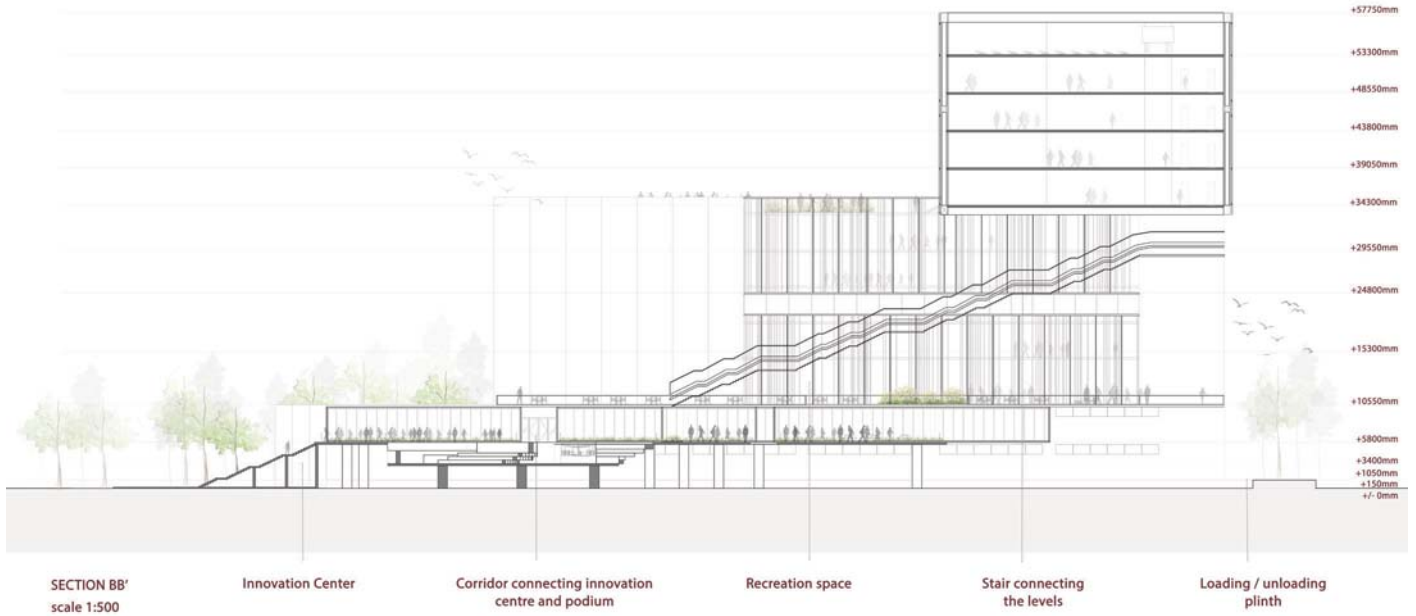 +57750mm
+53300mm
+48550mm
+43800mm
+39050mm
+34300mm
+29550mm
+24800mm
+15300mm
+10550mm
+5800mm
+3400mm
+1050mm
+150mm
+/- 0mm
SECTION BB'
scale 1:500
Innovation Center
Corridor connecting innovation
centre and podium
Recreation space
Stair connecting
the levels
Loading / unloading
plinth